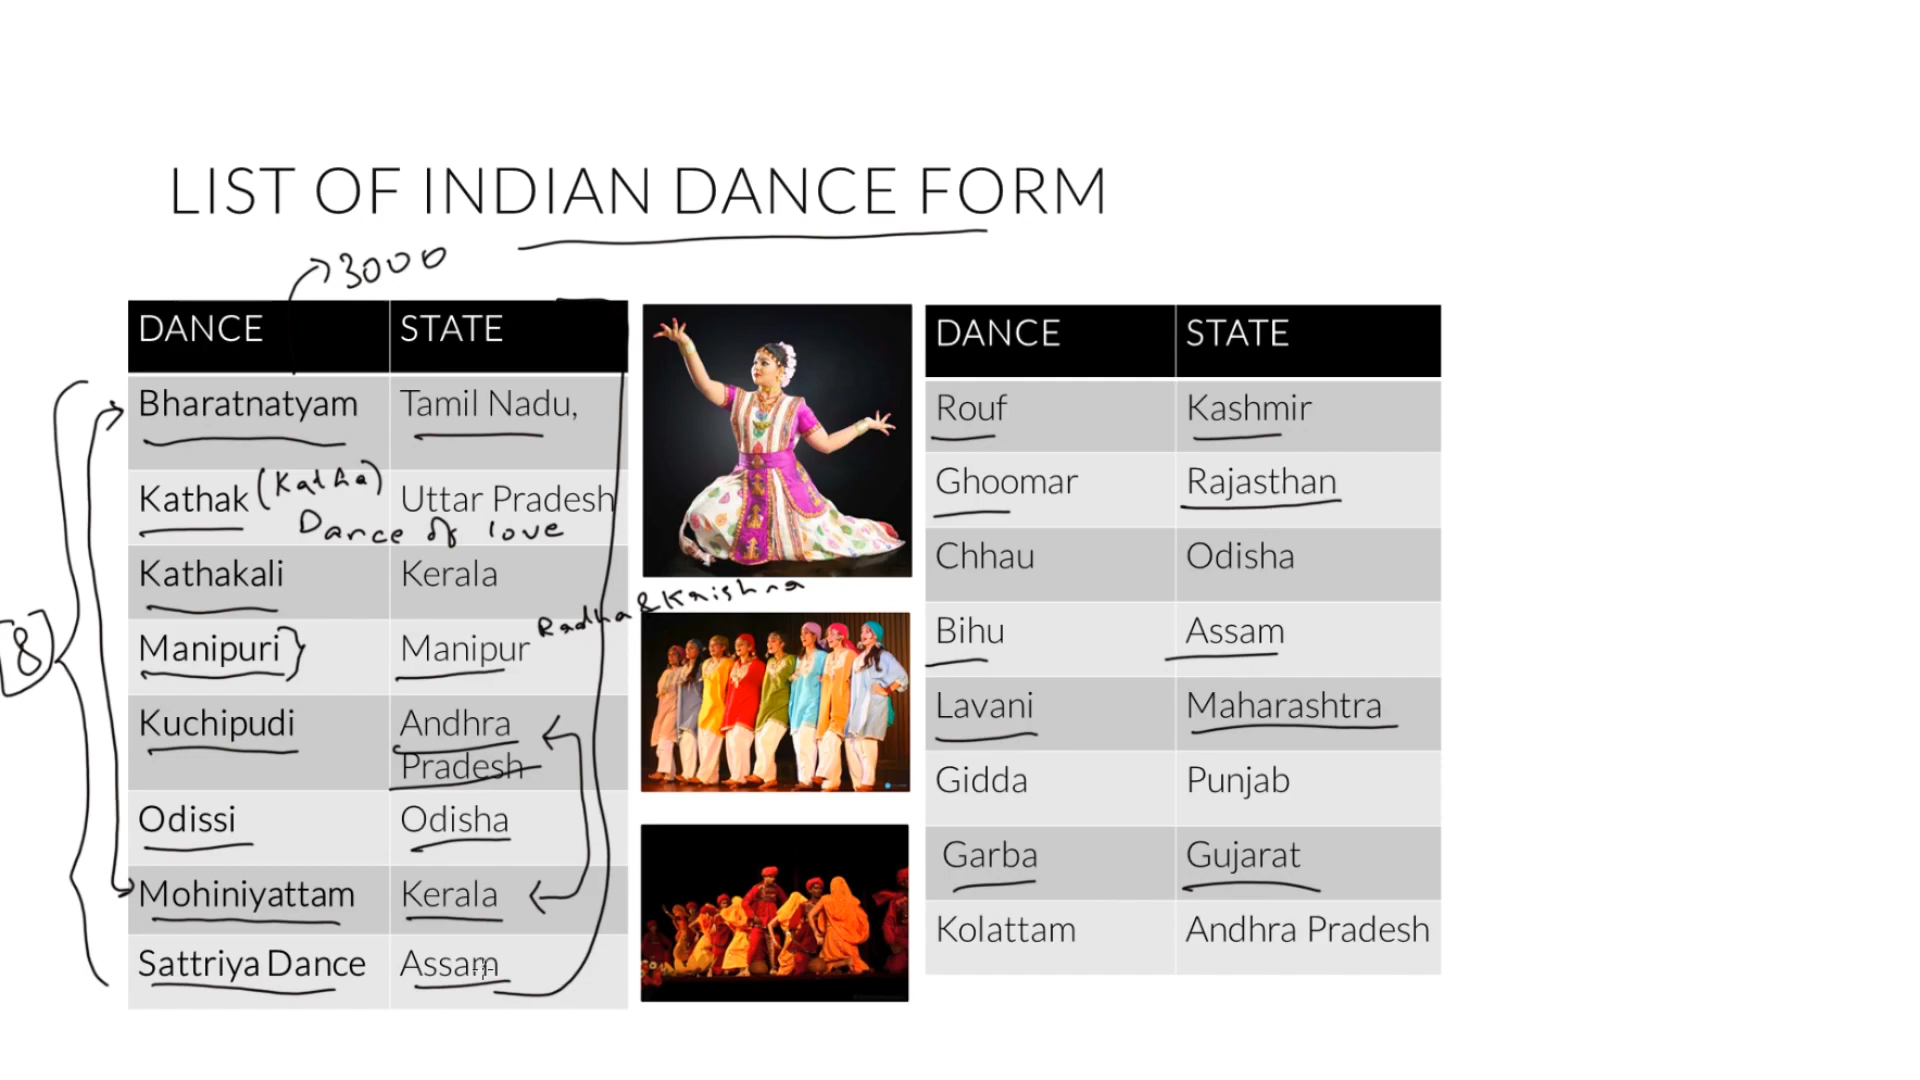 LIST OF INDIAN DANCE FORM
3000
DANCE STATE
Bharatnatyam Tamil Nadu,
Kathak (Katha) Uttar Pradesh
Dance of love
Kathakali Kerala
Radha & Krishna
Manipuri Manipur
[8]
Kuchipudi Andhra
Pradesh
Odissi Odisha
Mohiniyattam Kerala
Sattriya Dance Assam
DANCE STATE
Rouf Kashmir
Ghoomar Rajasthan
Chhau Odisha
Bihu Assam
Lavani Maharashtra
Gidda Punjab
Garba Gujarat
Kolattam Andhra Pradesh